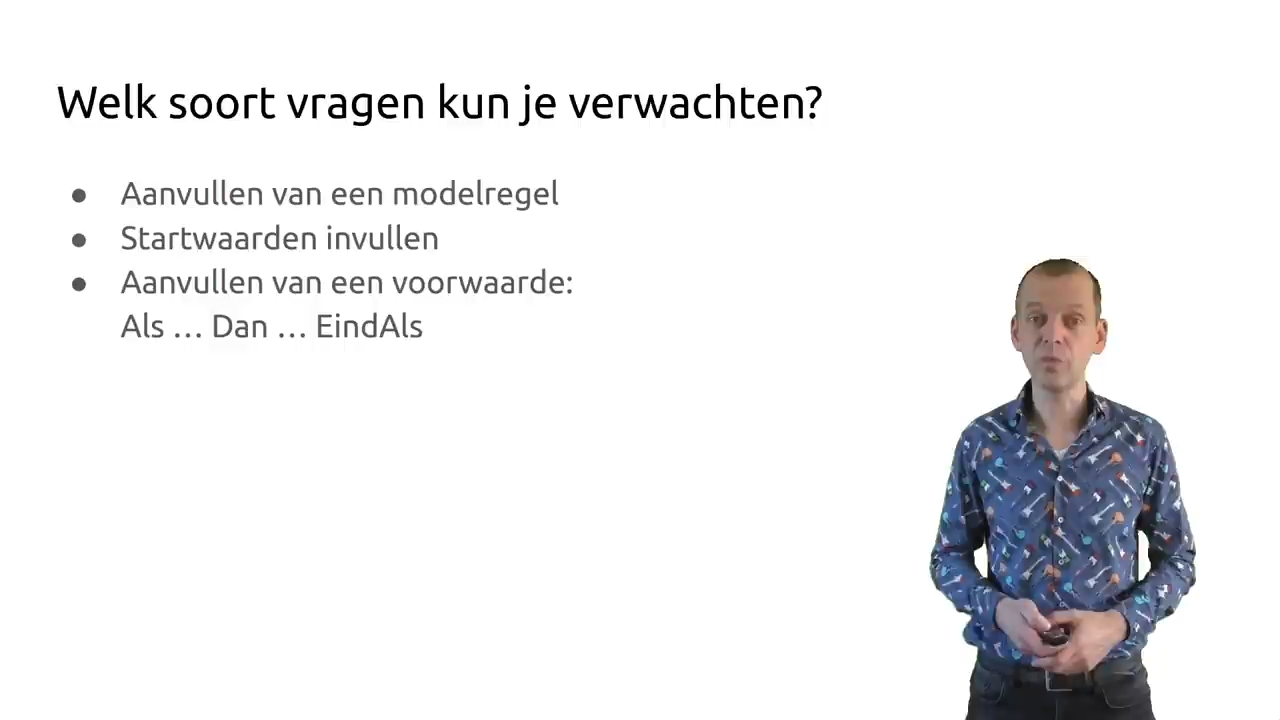 Welk soort vragen kun je verwachten?
● Aanvullen van een modelregel
● Startwaarden invullen
● Aanvullen van een voorwaarde:
Als … Dan … EindAls